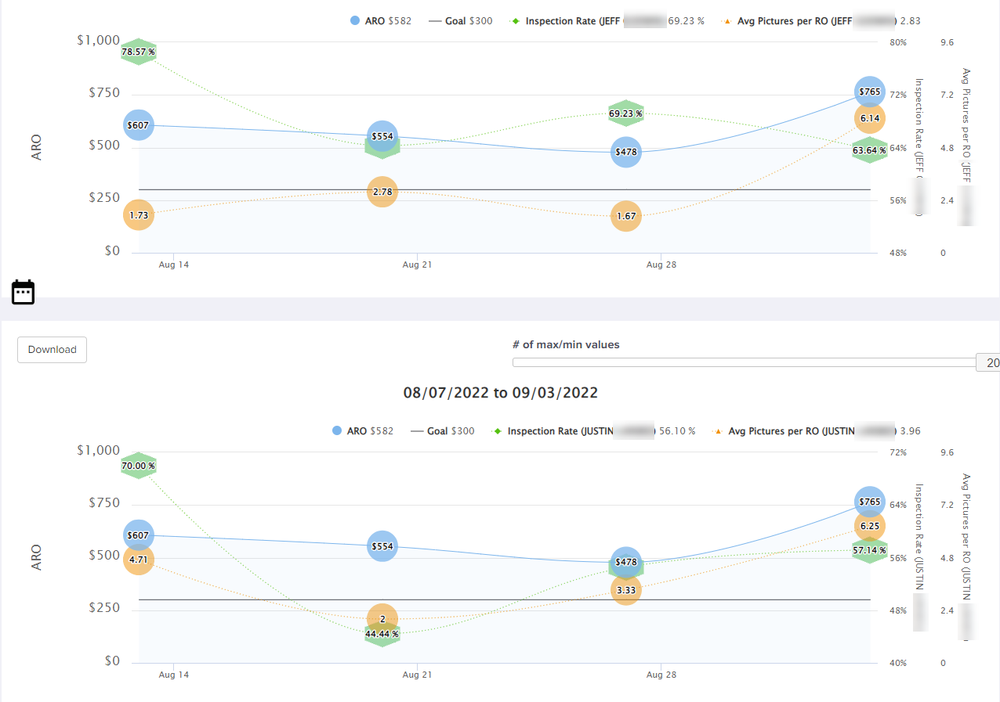 ARO $582 Goal $300 Inspection Rate (JEFF 69.23 % Avg Pictures per RO (JEFF ) 2.83
$1,000 80% 9.6
78.57 %
$750 $765 72% 7.2
69.23 % 6.14
$607 $554 $500 $478 63.64 % 64% 4.8
ARO
Inspection Rate (JEFF )
Avg Pictures per RO (JEFF
$250 2.78 56% 2.4
1.73 1.67
$0 48% 0
Aug 14 Aug 21 Aug 28
Download
# of max/min values
20
08/07/2022 to 09/03/2022
ARO $582 Goal $300 Inspection Rate (JUSTIN ) 56.10 % Avg Pictures per RO (JUSTIN ) 3.96
$1,000 72% 9.6
70.00 %
$750 $765 64% 7.2
$607 $554 6.25
4.71 $500 $478 57.14 % 56% 4.8
ARO
Inspection Rate (JUSTIN
Avg Pictures per RO (JUSTIN )
3.33
$250 2 48% 2.4
44.44 %
$0 40% 0
Aug 14 Aug 21 Aug 28